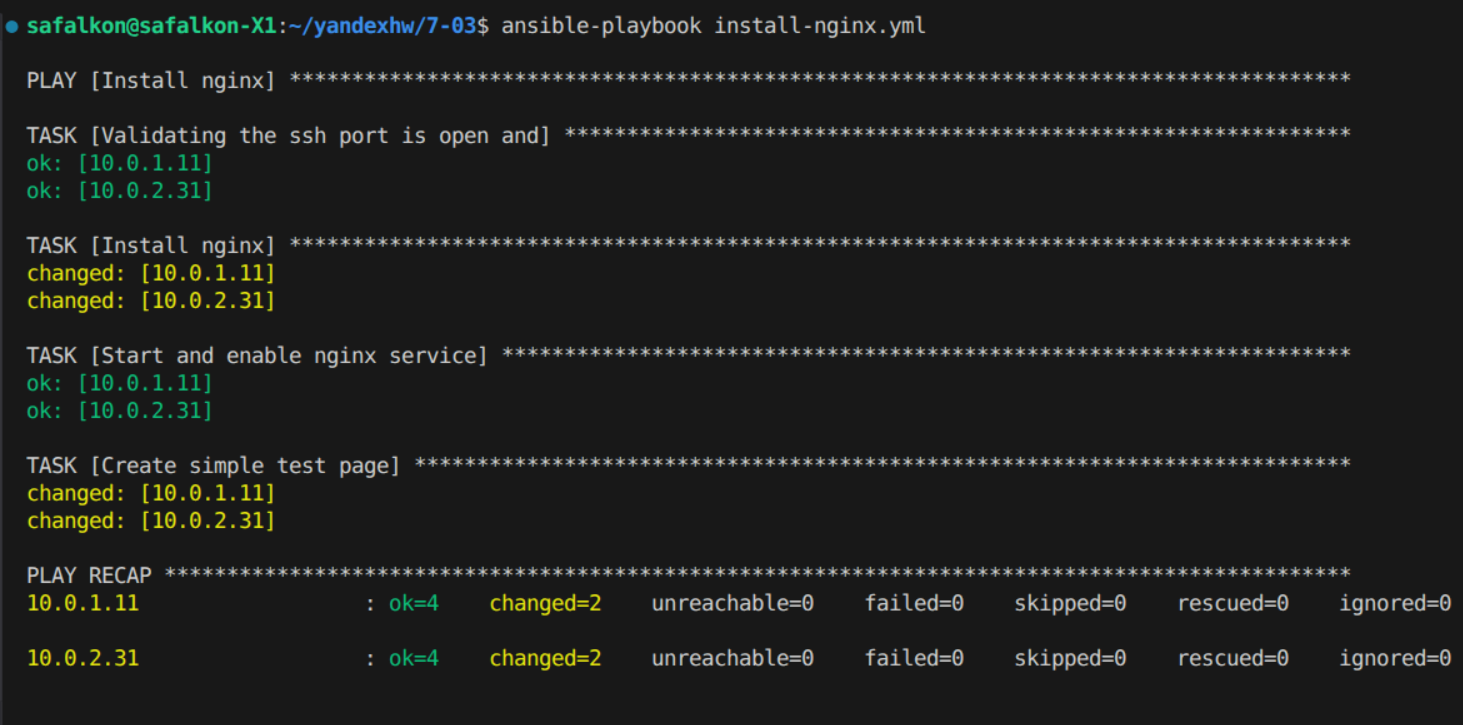 safalkon@safalkon-X1:~/yandexhw/7-03$ ansible-playbook install-nginx.yml
PLAY [Install nginx] *************************************************************************************
TASK [Validating the ssh port is open and] ***************************************************************
ok: [10.0.1.11]
ok: [10.0.2.31]
TASK [Install nginx] *************************************************************************************
changed: [10.0.1.11]
changed: [10.0.2.31]
TASK [Start and enable nginx service] ********************************************************************
ok: [10.0.1.11]
ok: [10.0.2.31]
TASK [Create simple test page] ***************************************************************************
changed: [10.0.1.11]
changed: [10.0.2.31]
PLAY RECAP ***********************************************************************************************
10.0.1.11                  : ok=4    changed=2    unreachable=0    failed=0    skipped=0    rescued=0    ignored=0
10.0.2.31                  : ok=4    changed=2    unreachable=0    failed=0    skipped=0    rescued=0    ignored=0